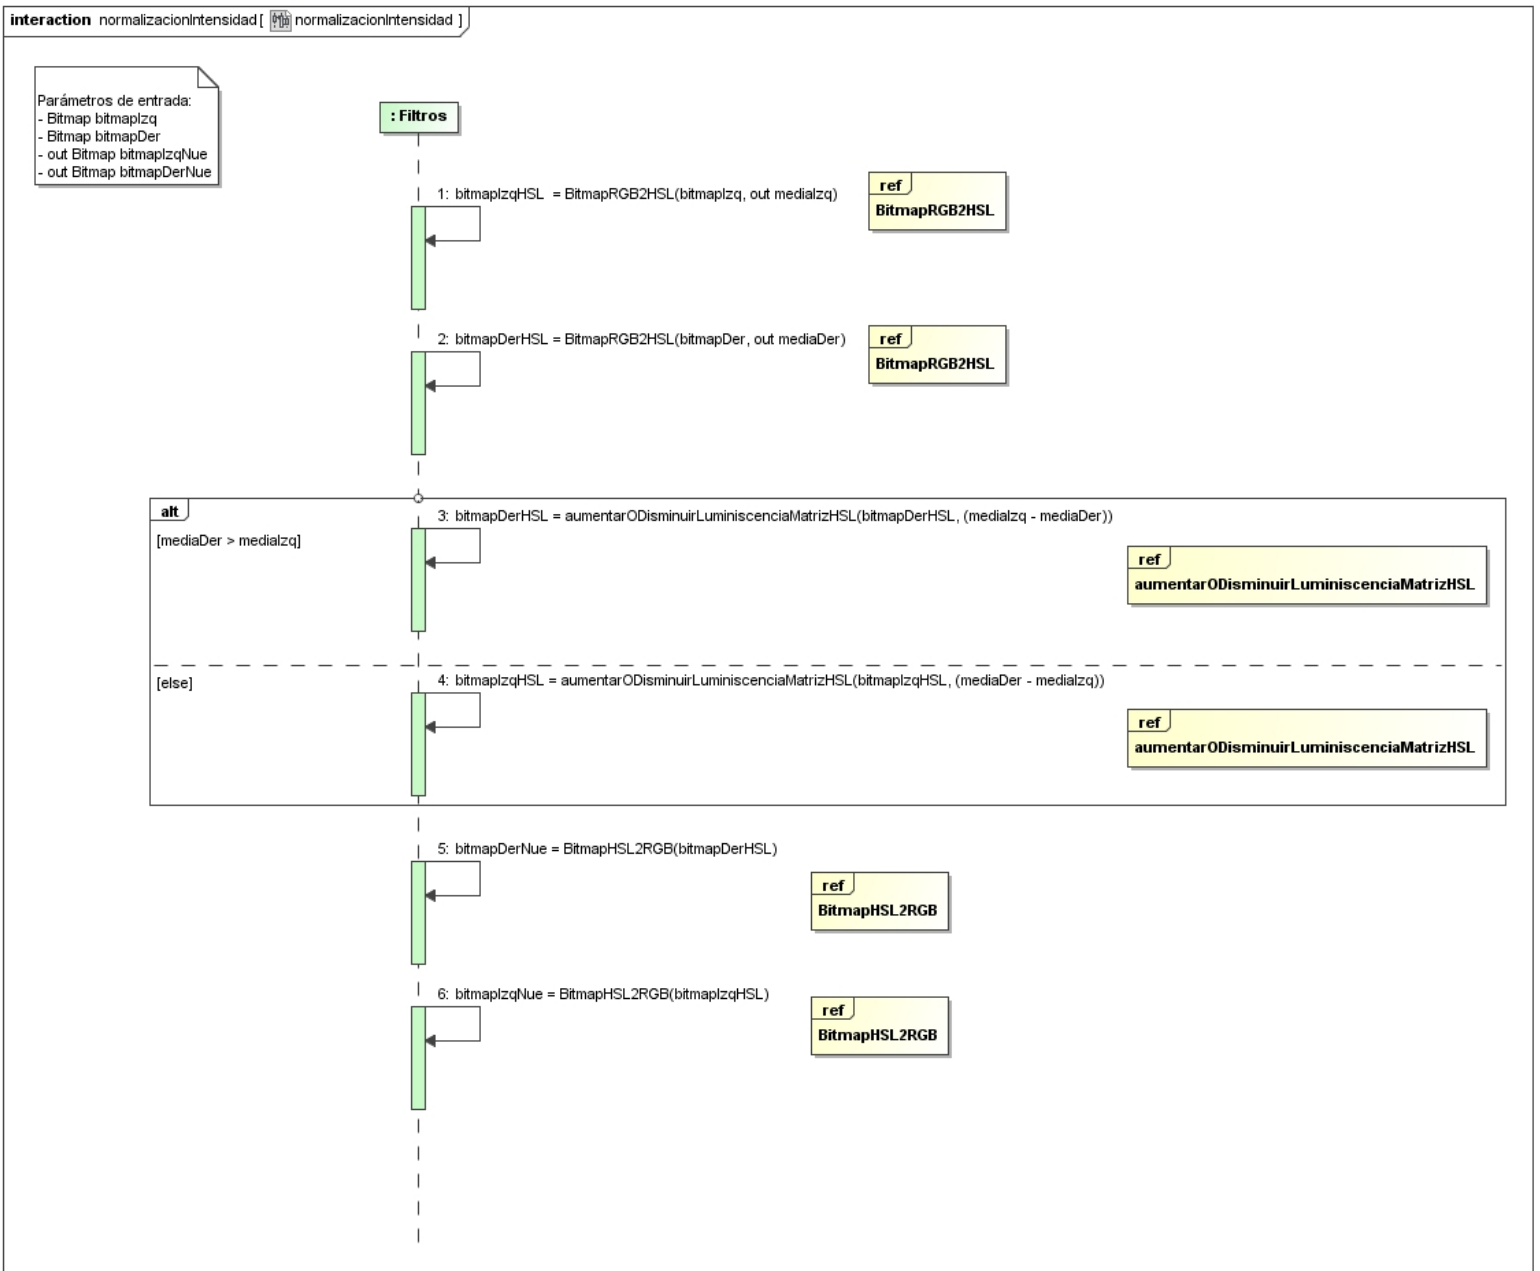 interaction normalizacionIntensidad [ normalizacionIntensidad ]
Parámetros de entrada:
- Bitmap bitmapIzq
- Bitmap bitmapDer
- out Bitmap bitmapIzqNue
- out Bitmap bitmapDerNue
: Filtros
1: bitmapIzqHSL = BitmapRGB2HSL(bitmapIzq, out mediaIzq)
ref
BitmapRGB2HSL
2: bitmapDerHSL = BitmapRGB2HSL(bitmapDer, out mediaDer)
ref
BitmapRGB2HSL
alt
[mediaDer > mediaIzq]
3: bitmapDerHSL = aumentarODisminuirLuminiscenciaMatrizHSL(bitmapDerHSL, (mediaIzq - mediaDer))
ref
aumentarODisminuirLuminiscenciaMatrizHSL
[else]
4: bitmapIzqHSL = aumentarODisminuirLuminiscenciaMatrizHSL(bitmapIzqHSL, (mediaDer - mediaIzq))
ref
aumentarODisminuirLuminiscenciaMatrizHSL
5: bitmapDerNue = BitmapHSL2RGB(bitmapDerHSL)
ref
BitmapHSL2RGB
6: bitmapIzqNue = BitmapHSL2RGB(bitmapIzqHSL)
ref
BitmapHSL2RGB